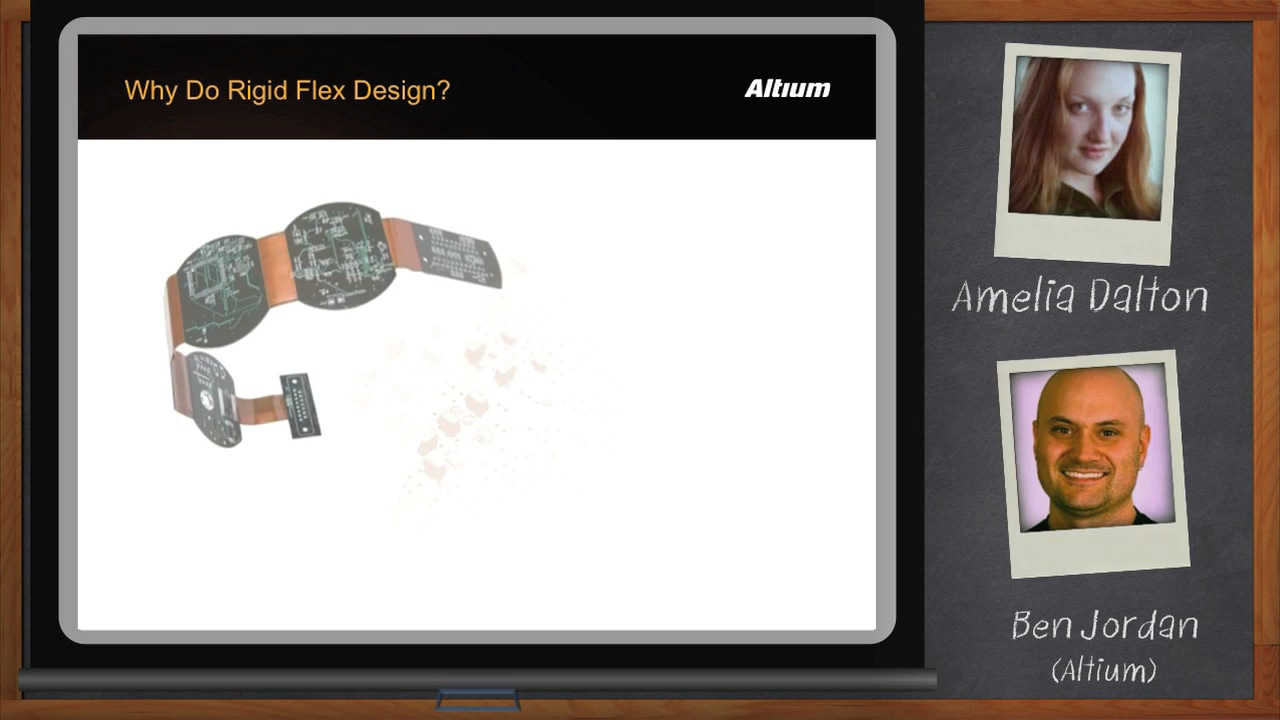 Why Do Rigid Flex Design?
Altium
Amelia Dalton
Ben Jordan
(Altium)